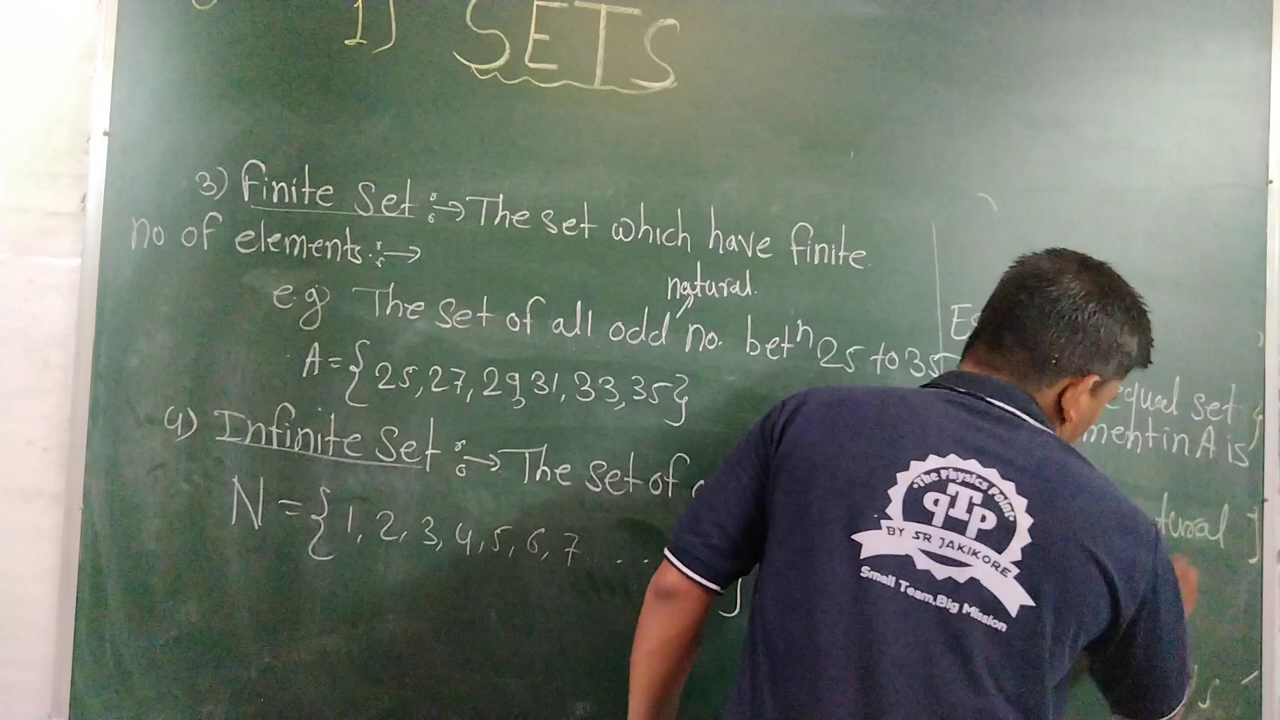 1) SETS
3) Finite Set :→ The set which have finite
no of elements :→
natural.
e.g The set of all odd no. betⁿ 25 to 35
A={25,27,29,31,33,35}
4) Infinite Set :→ The set of
N = {1, 2, 3, 4, 5, 6, 7 ...
equal set
in A is
The Physics Point
qTp
BY SR JAKIKORE
Small Team,Big Mission